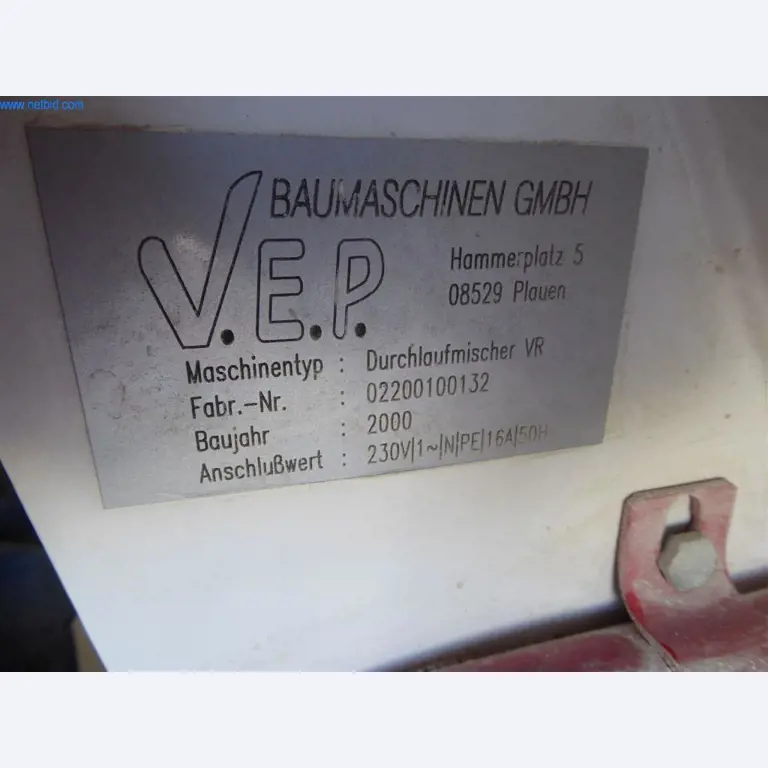 www.netbid.com
BAUMASCHINEN GMBH
V.E.P.
Hammerplatz 5
08529 Plauen
Maschinentyp : Durchlaufmischer VR
Fabr.-Nr. : 02200100132
Baujahr : 2000
Anschlußwert : 230V|1~|N|PE|16A|50H